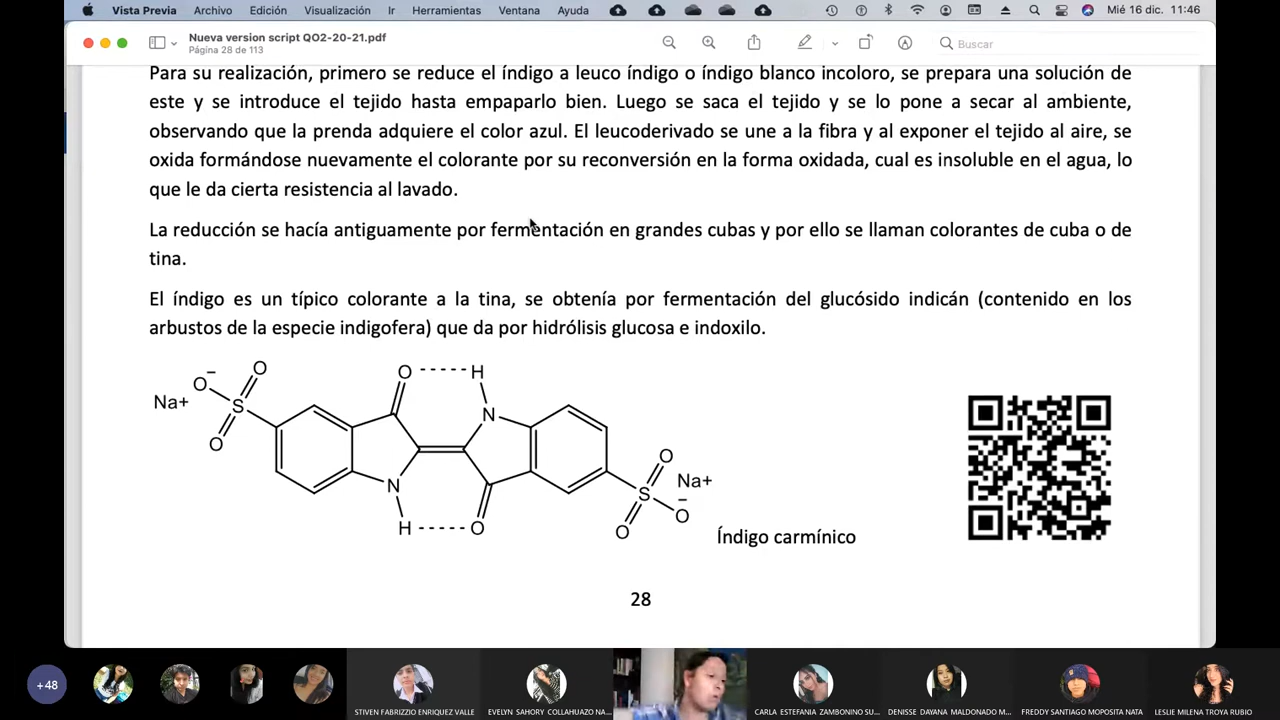 Vista Previa Archivo Edición Visualización Ir Herramientas Ventana Ayuda Mié 16 dic. 11:46
Nueva version script QO2-20-21.pdf
Página 28 de 113
Buscar
Para su realización, primero se reduce el índigo a leuco índigo o índigo blanco incoloro, se prepara una solución de
este y se introduce el tejido hasta empaparlo bien. Luego se saca el tejido y se lo pone a secar al ambiente,
observando que la prenda adquiere el color azul. El leucoderivado se une a la fibra y al exponer el tejido al aire, se
oxida formándose nuevamente el colorante por su reconversión en la forma oxidada, cual es insoluble en el agua, lo
que le da cierta resistencia al lavado.
La reducción se hacía antiguamente por fermentación en grandes cubas y por ello se llaman colorantes de cuba o de
tina.
El índigo es un típico colorante a la tina, se obtenía por fermentación del glucósido indicán (contenido en los
arbustos de la especie indigofera) que da por hidrólisis glucosa e indoxilo.
O O H
O−
Na+ S N
O O
N S Na+
O−
H O O
Índigo carmínico
28
+48 STIVEN FABRIZZIO ENRIQUEZ VALLE EVELYN SAHORY COLLAHUAZO NA... CARLA ESTEFANIA ZAMBONINO SU... DENISSE DAYANA MALDONADO M... FREDDY SANTIAGO MOPOSITA NATA LESLIE MILENA TROYA RUBIO